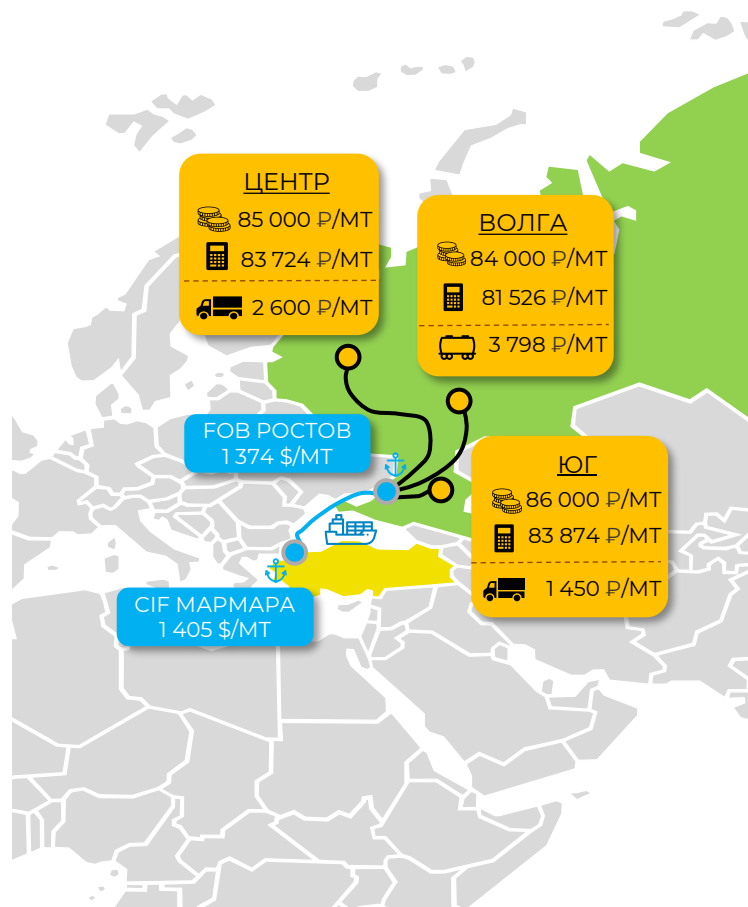 ЦЕНТР
85 000 ₽/МТ
83 724 ₽/МТ
2 600 ₽/МТ
ВОЛГА
84 000 ₽/МТ
81 526 ₽/МТ
3 798 ₽/МТ
FOB РОСТОВ
1 374 $/МТ
ЮГ
86 000 ₽/МТ
83 874 ₽/МТ
1 450 ₽/МТ
CIF МАРМАРА
1 405 $/МТ